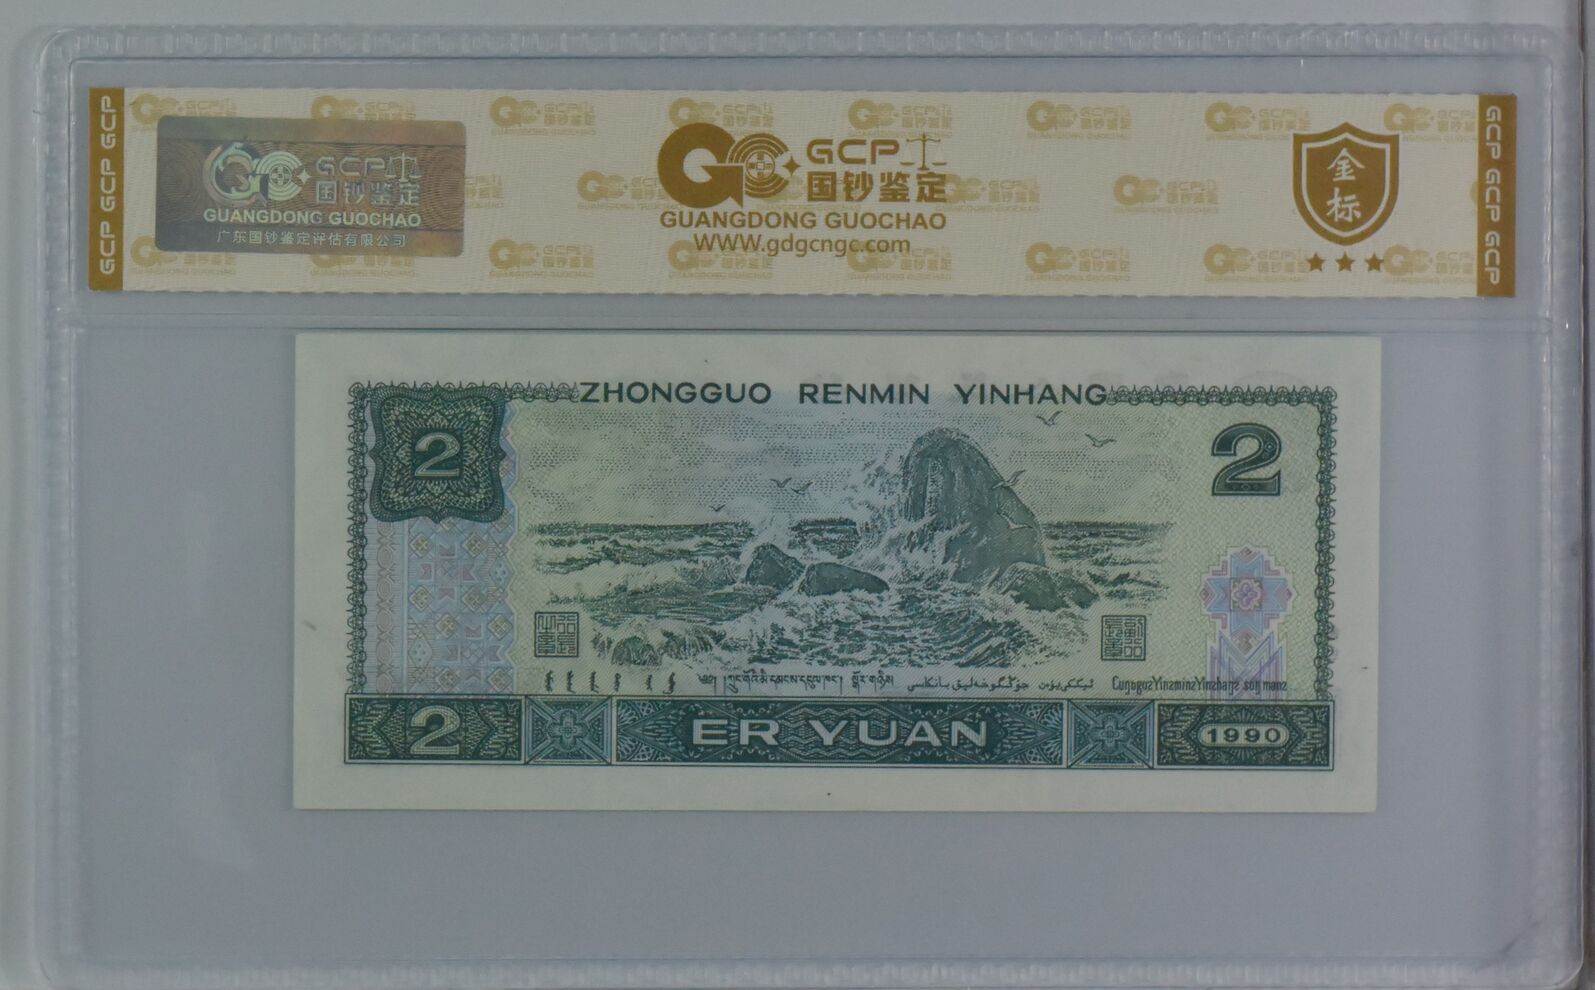 GCP GCP GCP
GCP
国钞鉴定
GUANGDONG GUOCHAO
广东国钞鉴定评估有限公司
GCP
国钞鉴定
GUANGDONG GUOCHAO
WWW.gdgcngc.com
金标
GCP GCP GCP
ZHONGGUO RENMIN YINHANG
2
2
2 ER YUAN 1990